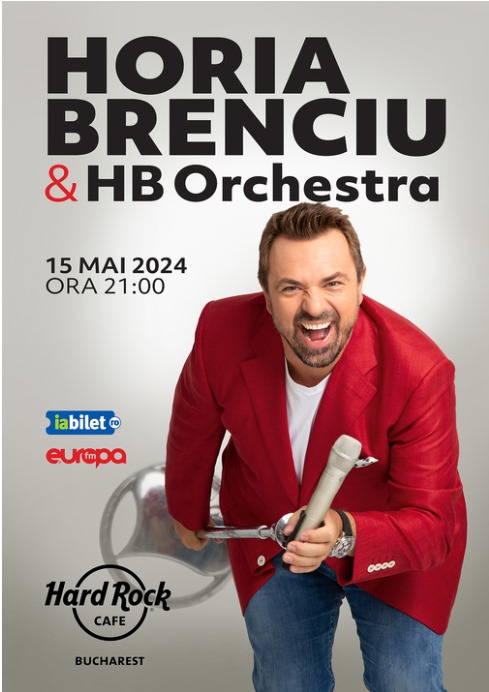 HORIA
BRENCIU
& HB Orchestra
15 MAI 2024
ORA 21:00
iabilet ro
europa fm
Hard Rock
CAFE
BUCHAREST